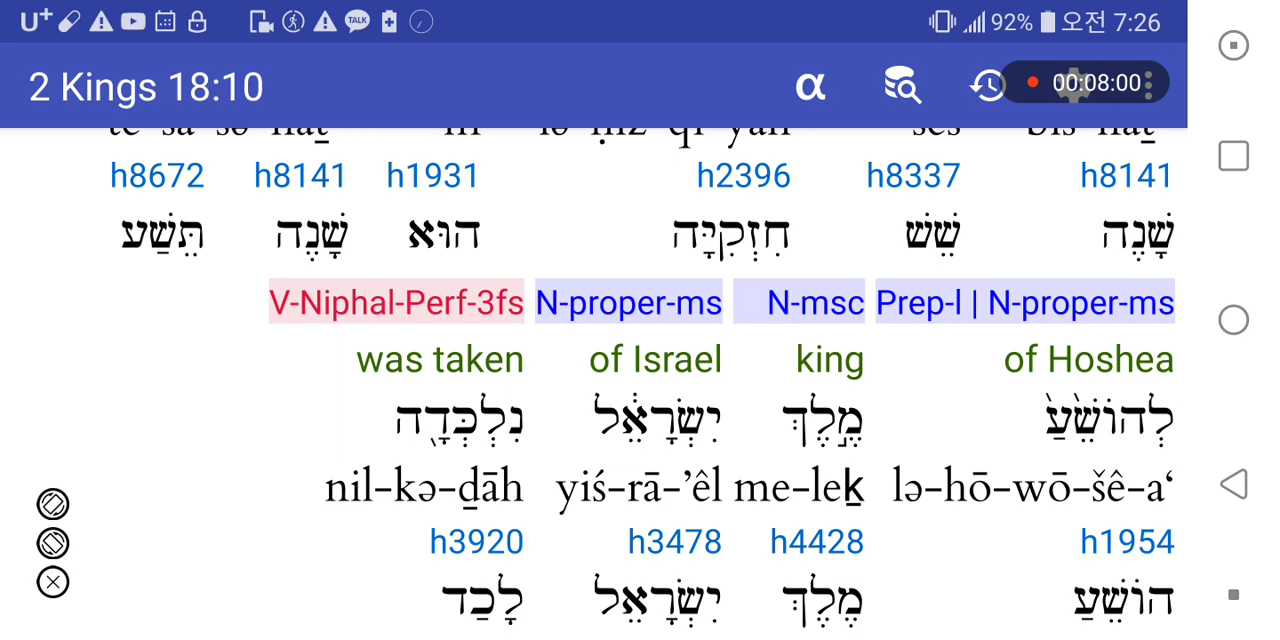 U+ TALK 92% 오전 7:26
2 Kings 18:10 α 00:08:00
h8672 h8141 h1931 h2396 h8337 h8141
שָׁנֶה שֵׁשׁ חִזְקִיָּה הוּא שָׁנֶה תֵּשַׁע
V-Niphal-Perf-3fs N-proper-ms N-msc Prep-l | N-proper-ms
was taken of Israel king of Hoshea
לְהוֹשֵׁ֙עַ֙ מֶ֣לֶךְ יִשְׂרָאֵ֔ל נִלְכְּדָ֖ה
nil-kə-ḏāh yiś-rā-’êl me-leḵ lə-hō-wō-šê-a‘
h3920 h3478 h4428 h1954
הוֹשֵׁעַ מֶלֶךְ יִשְׂרָאֵל לָכַד